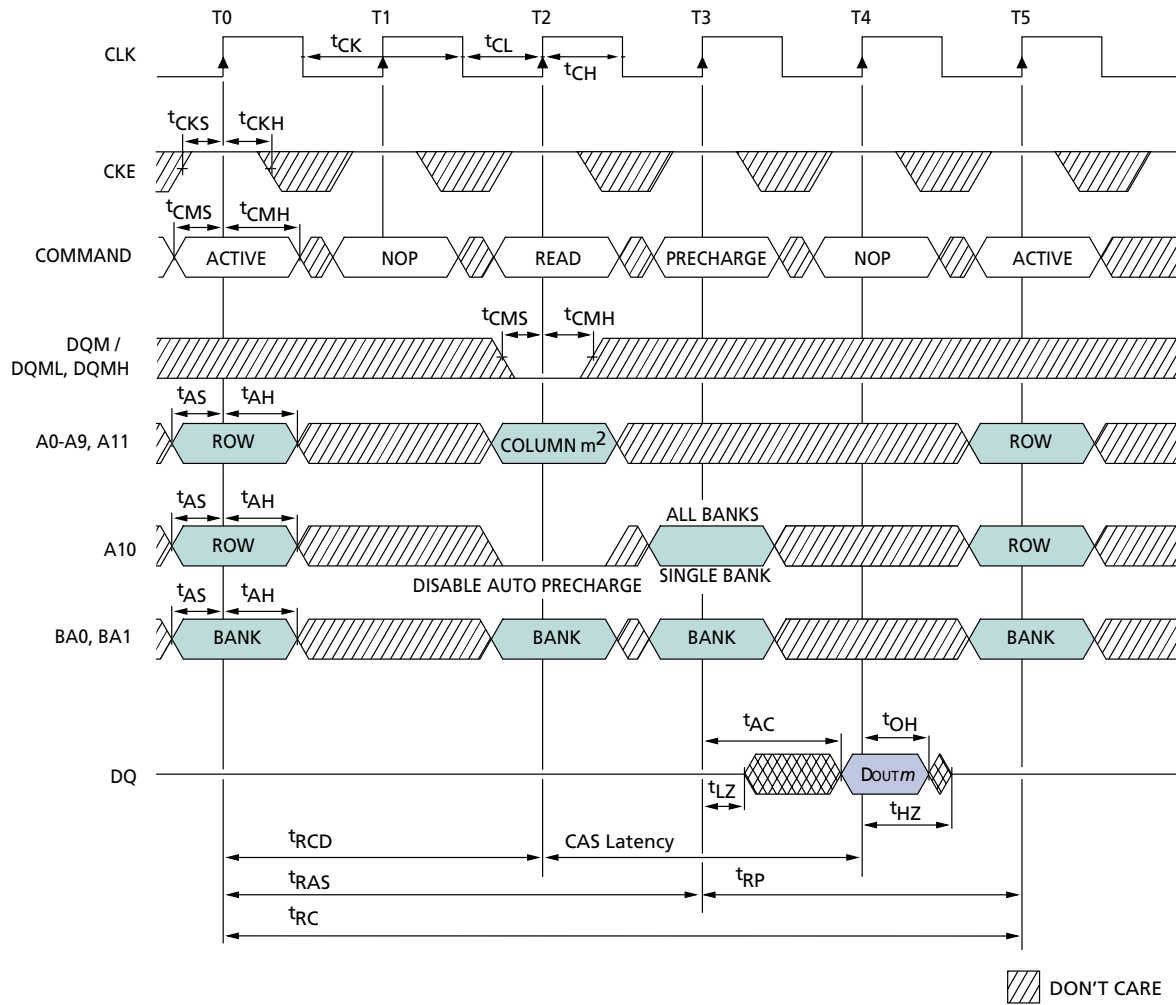 T0 T1 T2 T3 T4 T5
CLK
tCK
tCL
tCH
tCKS
tCKH
CKE
tCMS
tCMH
COMMAND
ACTIVE
NOP
READ
PRECHARGE
NOP
ACTIVE
tCMS
tCMH
DQM /
DQML, DQMH
tAS
tAH
A0-A9, A11
ROW
COLUMN m2
ROW
tAS
tAH
ALL BANKS
A10
ROW
ROW
DISABLE AUTO PRECHARGE
SINGLE BANK
tAS
tAH
BA0, BA1
BANK
BANK
BANK
BANK
tAC
tOH
DQ
DOUTm
tLZ
tHZ
tRCD
CAS Latency
tRAS
tRP
tRC
DON'T CARE